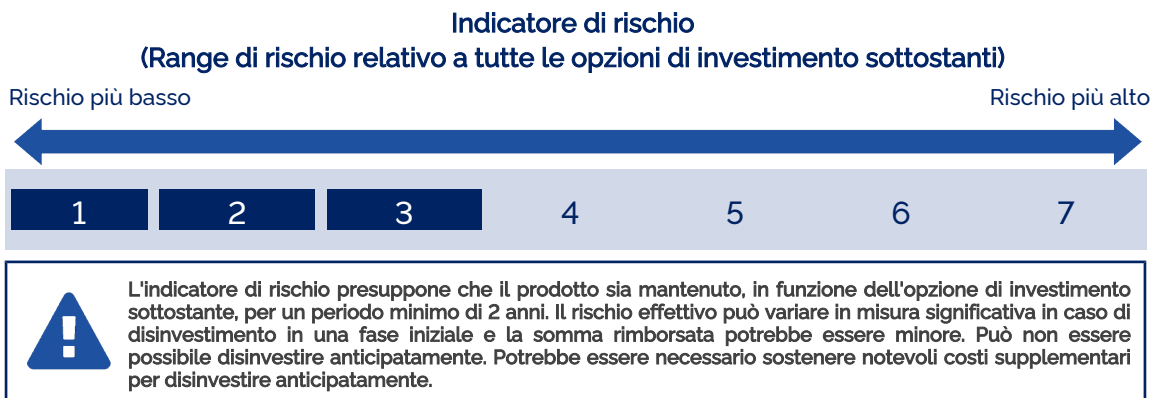 Indicatore di rischio
(Range di rischio relativo a tutte le opzioni di investimento sottostanti)
Rischio più basso Rischio più alto
1 2 3 4 5 6 7
L'indicatore di rischio presuppone che il prodotto sia mantenuto, in funzione dell'opzione di investimento
sottostante, per un periodo minimo di 2 anni. Il rischio effettivo può variare in misura significativa in caso di
disinvestimento in una fase iniziale e la somma rimborsata potrebbe essere minore. Può non essere
possibile disinvestire anticipatamente. Potrebbe essere necessario sostenere notevoli costi supplementari
per disinvestire anticipatamente.